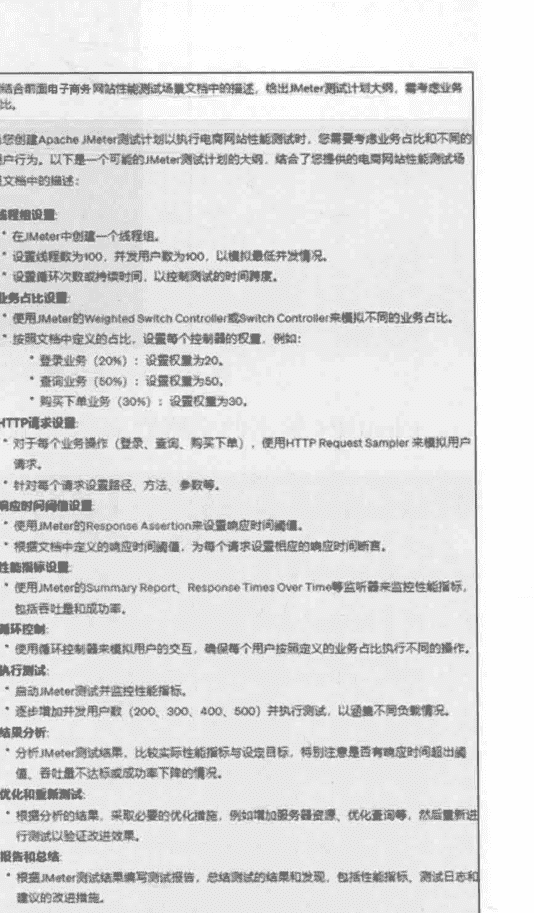 结合前面电子商务网站性能测试场景文档中的描述，给出JMeter测试计划大纲，需考虑业务
比。
您创建Apache JMeter测试计划以执行电商网站性能测试时，您需要考虑业务占比和不同的
户行为。以下是一个可能的JMeter测试计划的大纲，结合了您提供的电商网站性能测试场
文档中的描述：
线程组设置:
* 在JMeter中创建一个线程组。
* 设置线程数为100，并发用户数为100，以模拟最低并发情况。
* 设置循环次数或持续时间，以控制测试的时间跨度。
业务占比设置:
* 使用JMeter的Weighted Switch Controller或Switch Controller来模拟不同的业务占比。
* 按照文档中定义的占比，设置每个控制器的权重，例如：
* 登录业务（20%）：设置权重为20。
* 查询业务（50%）：设置权重为50。
* 购买下单业务（30%）：设置权重为30。
HTTP请求设置:
* 对于每个业务操作（登录、查询、购买下单），使用HTTP Request Sampler 来模拟用户
请求。
* 针对每个请求设置路径、方法、参数等。
响应时间阈值设置:
* 使用JMeter的Response Assertion来设置响应时间阈值。
* 根据文档中定义的响应时间阈值，为每个请求设置相应的响应时间断言。
性能指标设置:
* 使用JMeter的Summary Report、Response Times Over Time等监听器来监控性能指标，
包括吞吐量和成功率。
循环控制:
* 使用循环控制器来模拟用户的交互，确保每个用户按照定义的业务占比执行不同的操作。
执行测试:
* 启动JMeter测试并监控性能指标。
* 逐步增加并发用户数（200、300、400、500）并执行测试，以涵盖不同负载情况。
结果分析:
* 分析JMeter测试结果，比较实际性能指标与设定目标，特别注意是否有响应时间超出阈
值、吞吐量不达标或成功率下降的情况。
优化和重新测试:
* 根据分析的结果，采取必要的优化措施，例如增加服务器资源、优化查询等，然后重新进
行测试以验证改进效果。
报告和总结:
* 根据JMeter测试结果编写测试报告，总结测试的结果和发现，包括性能指标、测试日志和
建议的改进措施。